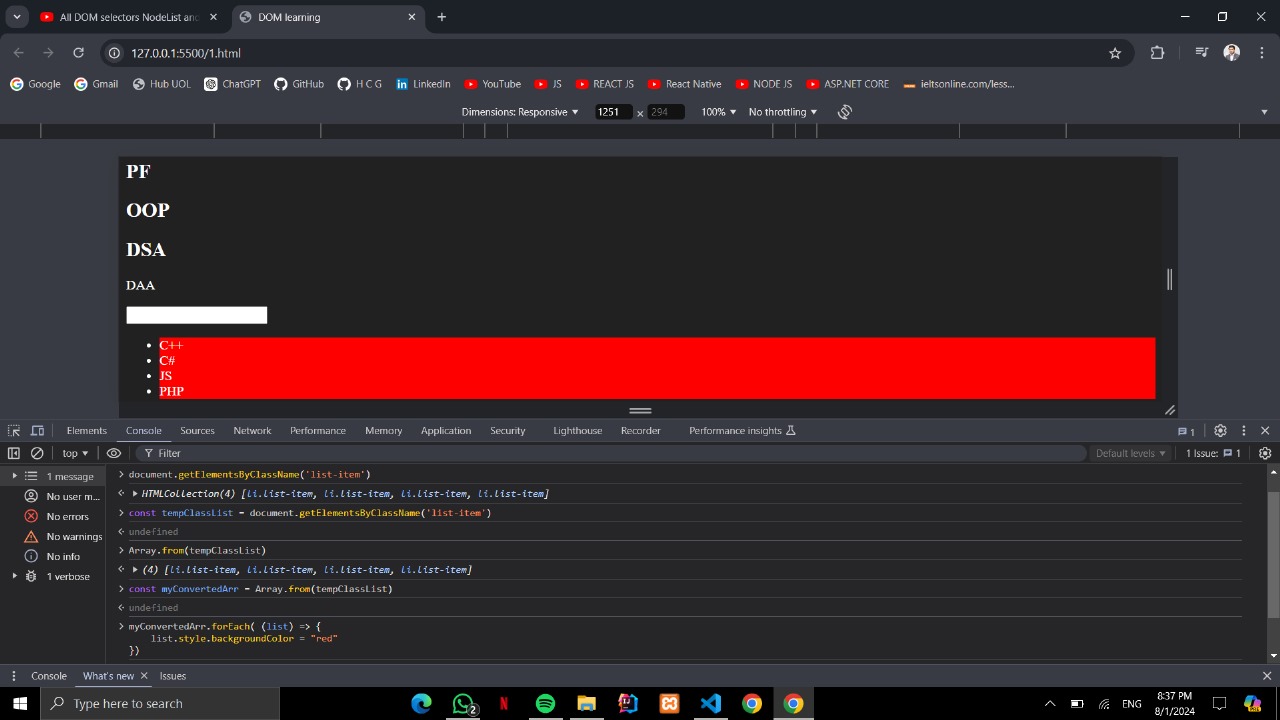 All DOM selectors NodeList an
DOM learning
127.0.0.1:5500/1.html
Google Gmail Hub UOL ChatGPT GitHub H C G LinkedIn YouTube JS REACT JS React Native NODE JS ASP.NET CORE ieltsonline.com/less...
Dimensions: Responsive 1251 × 294 100% No throttling
PF
OOP
DSA
DAA
C++
C#
JS
PHP
Elements Console Sources Network Performance Memory Application Security Lighthouse Recorder Performance insights 1
top Filter Default levels 1 Issue: 1
1 message
No user m...
No errors
No warnings
No info
1 verbose
> document.getElementsByClassName('list-item')
HTMLCollection(4) [li.list-item, li.list-item, li.list-item, li.list-item]
> const tempClassList = document.getElementsByClassName('list-item')
undefined
> Array.from(tempClassList)
(4) [li.list-item, li.list-item, li.list-item, li.list-item]
> const myConvertedArr = Array.from(tempClassList)
undefined
> myConvertedArr.forEach( (list) => {
list.style.backgroundColor = "red"
})
Console What's new Issues
Type here to search
2
ENG
8:37 PM
8/1/2024